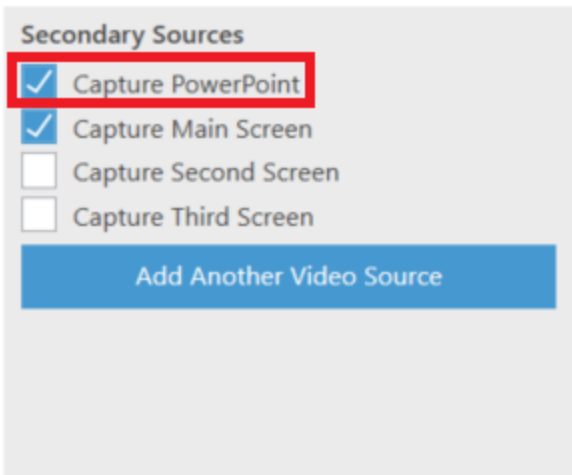 Secondary Sources
Capture PowerPoint
Capture Main Screen
Capture Second Screen
Capture Third Screen
Add Another Video Source